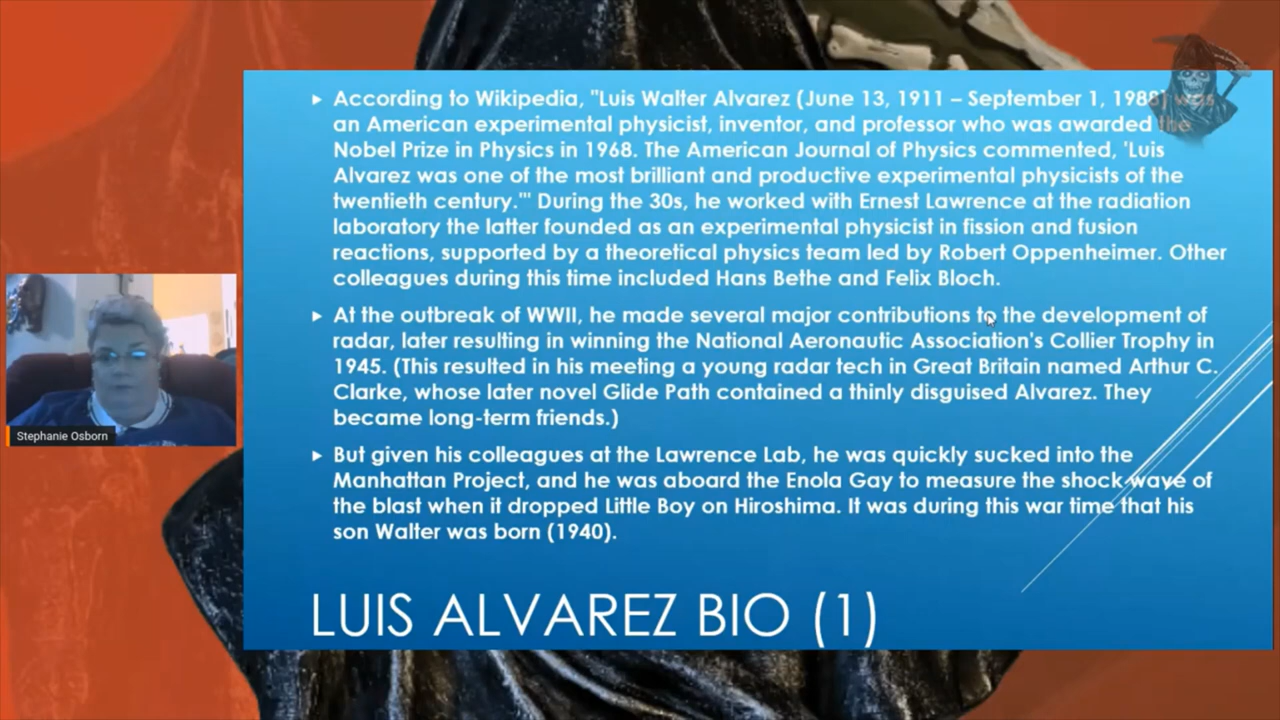 ▸ According to Wikipedia, "Luis Walter Alvarez (June 13, 1911 – September 1, 1988) was
an American experimental physicist, inventor, and professor who was awarded the
Nobel Prize in Physics in 1968. The American Journal of Physics commented, 'Luis
Alvarez was one of the most brilliant and productive experimental physicists of the
twentieth century.'" During the 30s, he worked with Ernest Lawrence at the radiation
laboratory the latter founded as an experimental physicist in fission and fusion
reactions, supported by a theoretical physics team led by Robert Oppenheimer. Other
colleagues during this time included Hans Bethe and Felix Bloch.
▸ At the outbreak of WWII, he made several major contributions to the development of
radar, later resulting in winning the National Aeronautic Association's Collier Trophy in
1945. (This resulted in his meeting a young radar tech in Great Britain named Arthur C.
Clarke, whose later novel Glide Path contained a thinly disguised Alvarez. They
became long-term friends.)
▸ But given his colleagues at the Lawrence Lab, he was quickly sucked into the
Manhattan Project, and he was aboard the Enola Gay to measure the shock wave of
the blast when it dropped Little Boy on Hiroshima. It was during this war time that his
son Walter was born (1940).
LUIS ALVAREZ BIO (1)
Stephanie Osborn